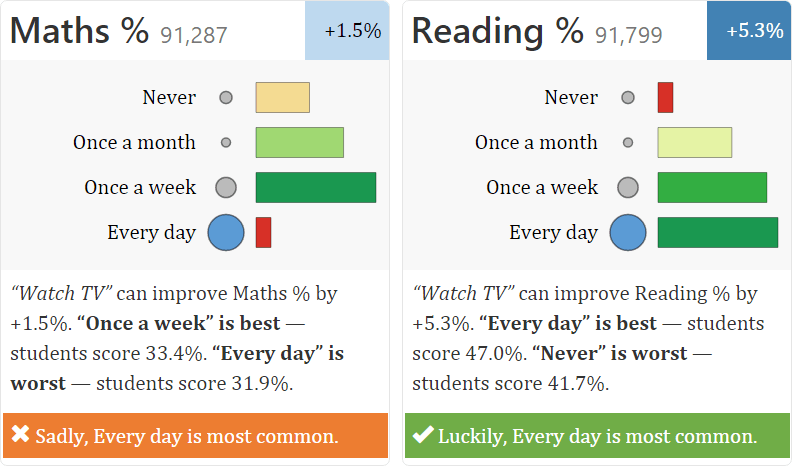 Maths % 91,287 +1.5%
Never
Once a month
Once a week
Every day
“Watch TV” can improve Maths % by
+1.5%. “Once a week” is best —
students score 33.4%. “Every day” is
worst — students score 31.9%.
✖ Sadly, Every day is most common.
Reading % 91,799 +5.3%
Never
Once a month
Once a week
Every day
“Watch TV” can improve Reading % by
+5.3%. “Every day” is best — students
score 47.0%. “Never” is worst —
students score 41.7%.
✔ Luckily, Every day is most common.